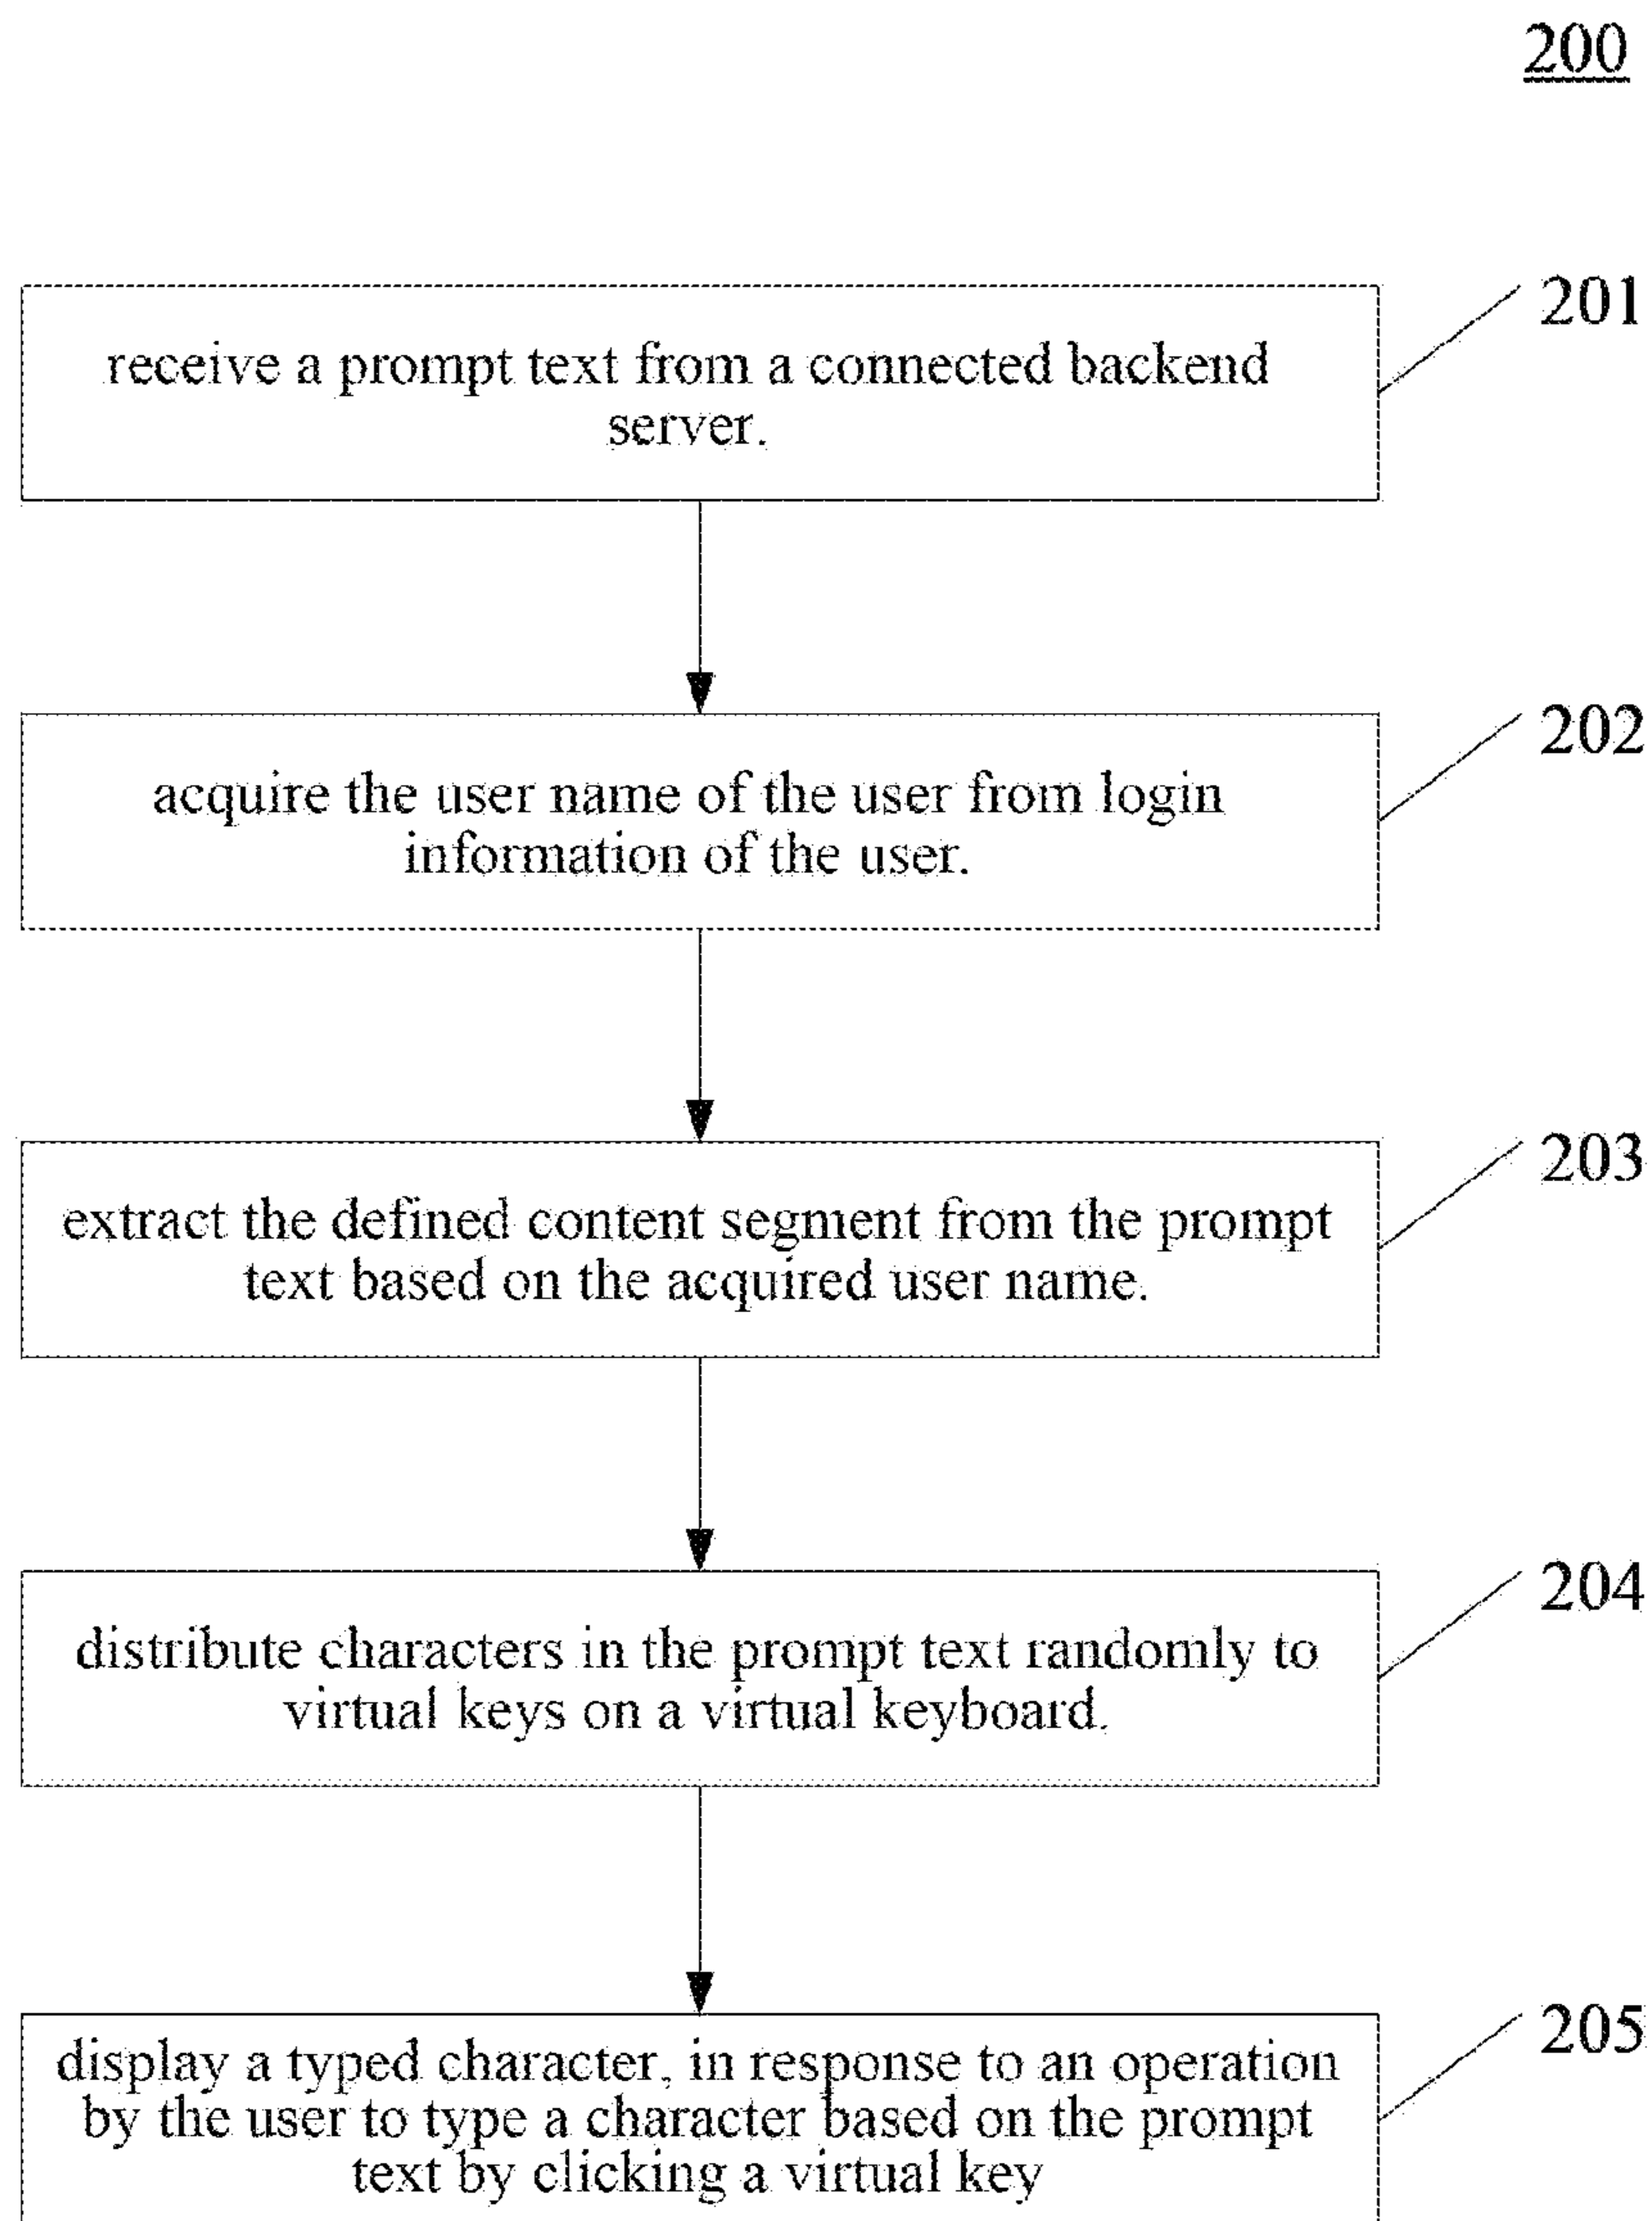 200
201
receive a prompt text from a connected backend
server.
202
acquire the user name of the user from login
information of the user.
203
extract the defined content segment from the prompt
text based on the acquired user name.
204
distribute characters in the prompt text randomly to
virtual keys on a virtual keyboard.
205
display a typed character, in response to an operation
by the user to type a character based on the prompt
text by clicking a virtual key